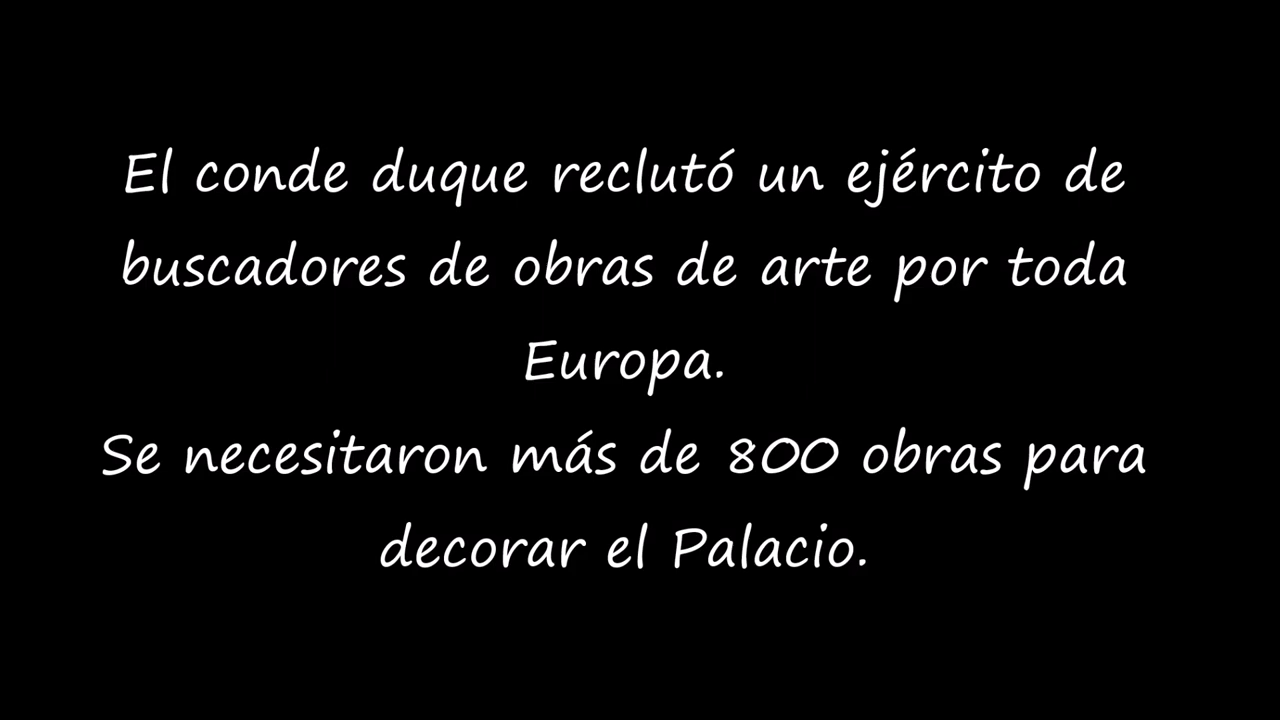 El conde duque reclutó un ejército de
buscadores de obras de arte por toda
Europa.
Se necesitaron más de 800 obras para
decorar el Palacio.